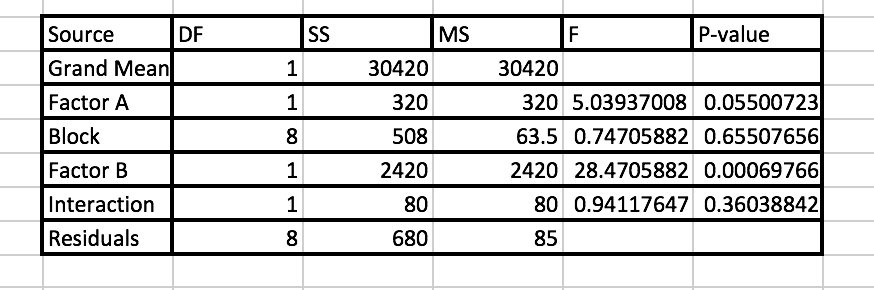 Source DF SS MS F P-value
Grand Mean 1 30420 30420
Factor A 1 320 320 5.03937008 0.05500723
Block 8 508 63.5 0.74705882 0.65507656
Factor B 1 2420 2420 28.4705882 0.00069766
Interaction 1 80 80 0.94117647 0.36038842
Residuals 8 680 85